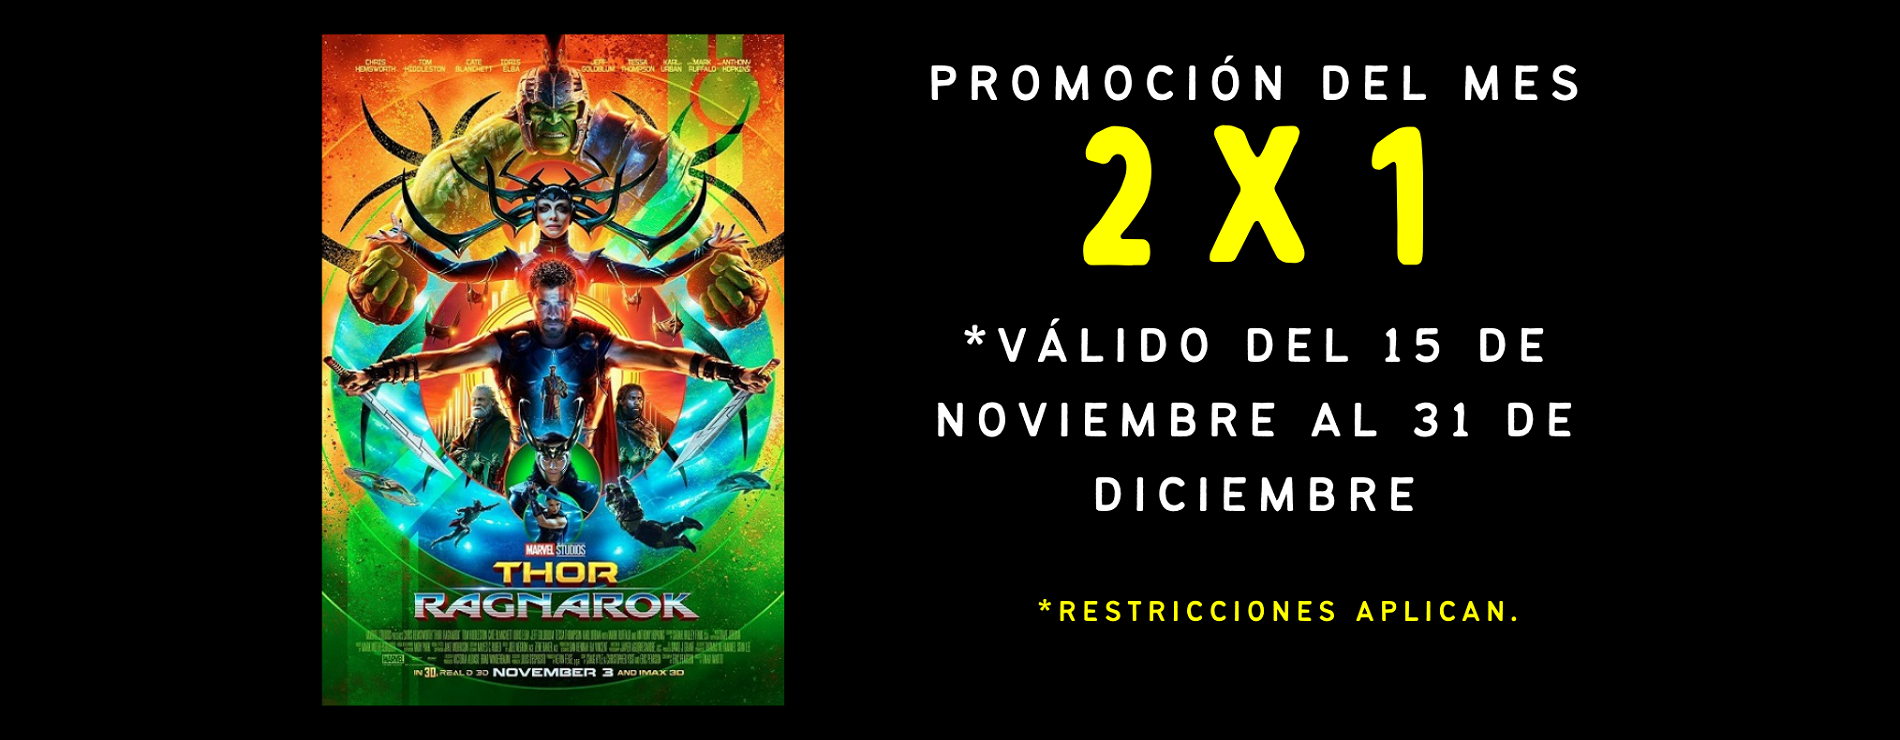 CHRIS HEMSWORTH TOM HIDDLESTON CATE BLANCHETT IDRIS ELBA JEFF GOLDBLUM TESSA THOMPSON KARL URBAN MARK RUFFALO ANTHONY HOPKINS
MARVEL STUDIOS
THOR
RAGNAROK
MARVEL
IN 3D, REAL D 3D NOVEMBER 3 AND IMAX 3D
PROMOCIÓN DEL MES
2 X 1
*VÁLIDO DEL 15 DE
NOVIEMBRE AL 31 DE
DICIEMBRE
*RESTRICCIONES APLICAN.